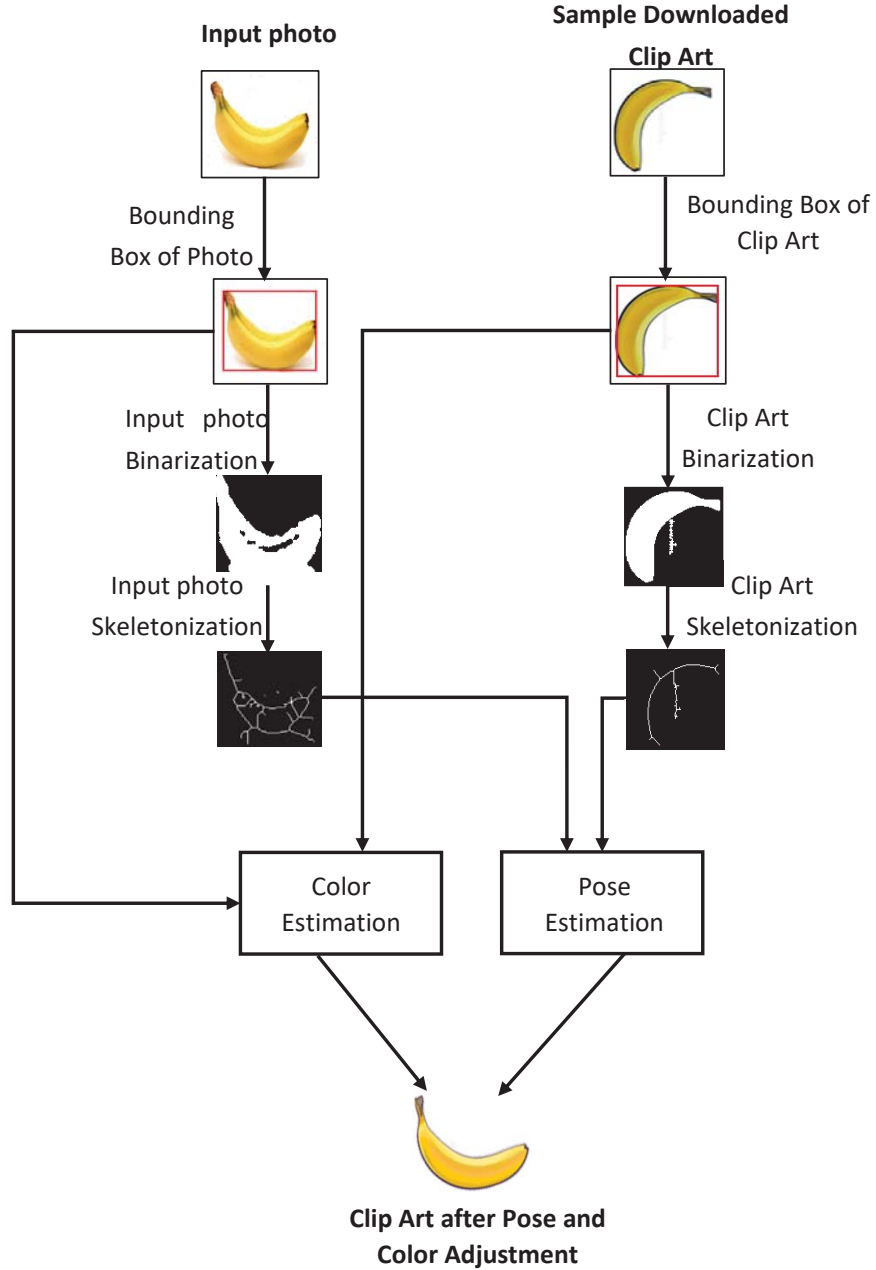 Input photo
Sample Downloaded
Clip Art
Bounding
Box of Photo
Bounding Box of
Clip Art
Input photo
Binarization
Clip Art
Binarization
Input photo
Skeletonization
Clip Art
Skeletonization
Color
Estimation
Pose
Estimation
Clip Art after Pose and
Color Adjustment